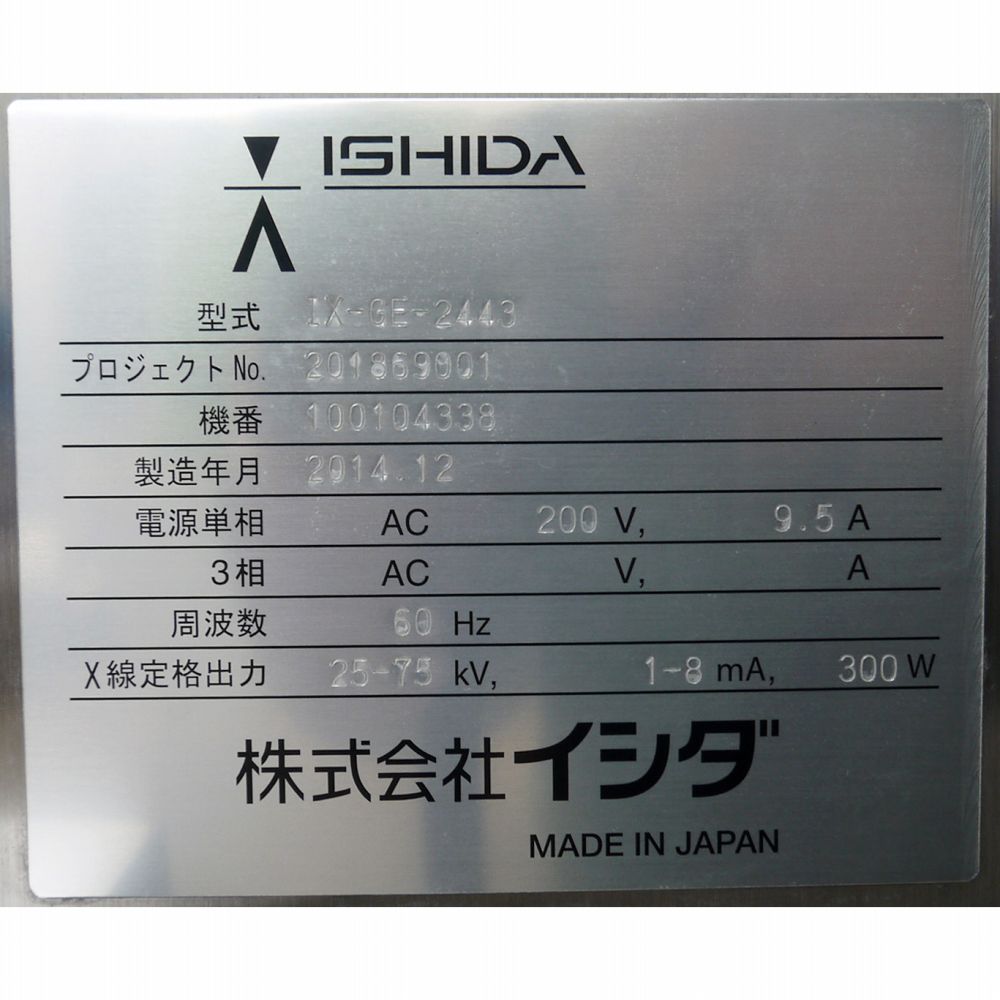 ISHIDA
型式 IX-GE-2443
プロジェクトNo. 201869001
機番 100104338
製造年月 2014.12
電源単相 AC 200 V, 9.5 A
3相 AC V, A
周波数 60 Hz
X線定格出力 25-75 kV, 1-8 mA, 300 W
株式会社イシダ
MADE IN JAPAN